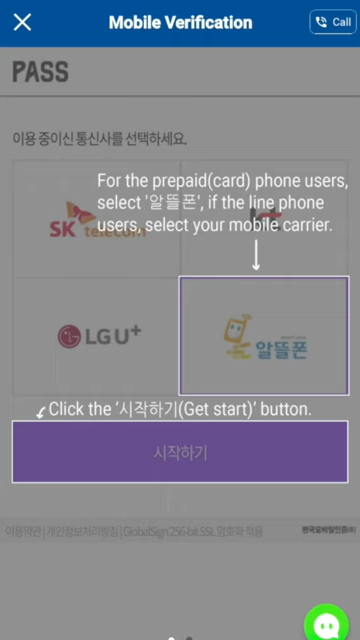 Mobile Verification
Call
PASS
이용 중이신 통신사를 선택하세요.
For the prepaid(card) phone users,
select '알뜰폰', if the line phone
users, select your mobile carrier.
SK telecom
kt
LG U+
알뜰폰
Click the '시작하기(Get start)' button.
시작하기
이용약관 | 개인정보처리방침 | GlobalSign 256-bit SSL 암호화 적용
한국모바일인증(주)